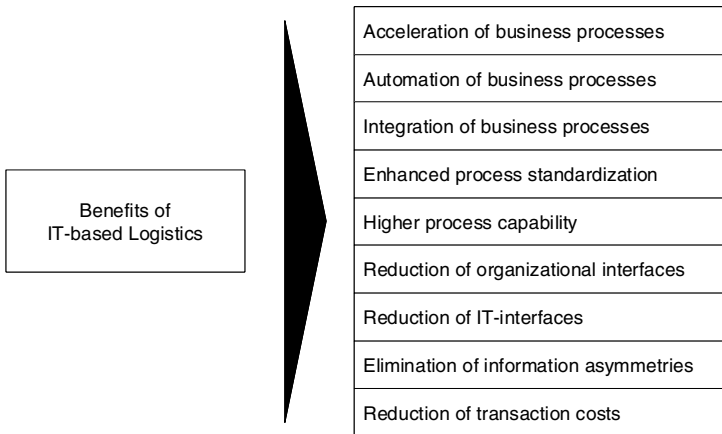 Benefits of
IT-based Logistics
Acceleration of business processes
Automation of business processes
Integration of business processes
Enhanced process standardization
Higher process capability
Reduction of organizational interfaces
Reduction of IT-interfaces
Elimination of information asymmetries
Reduction of transaction costs